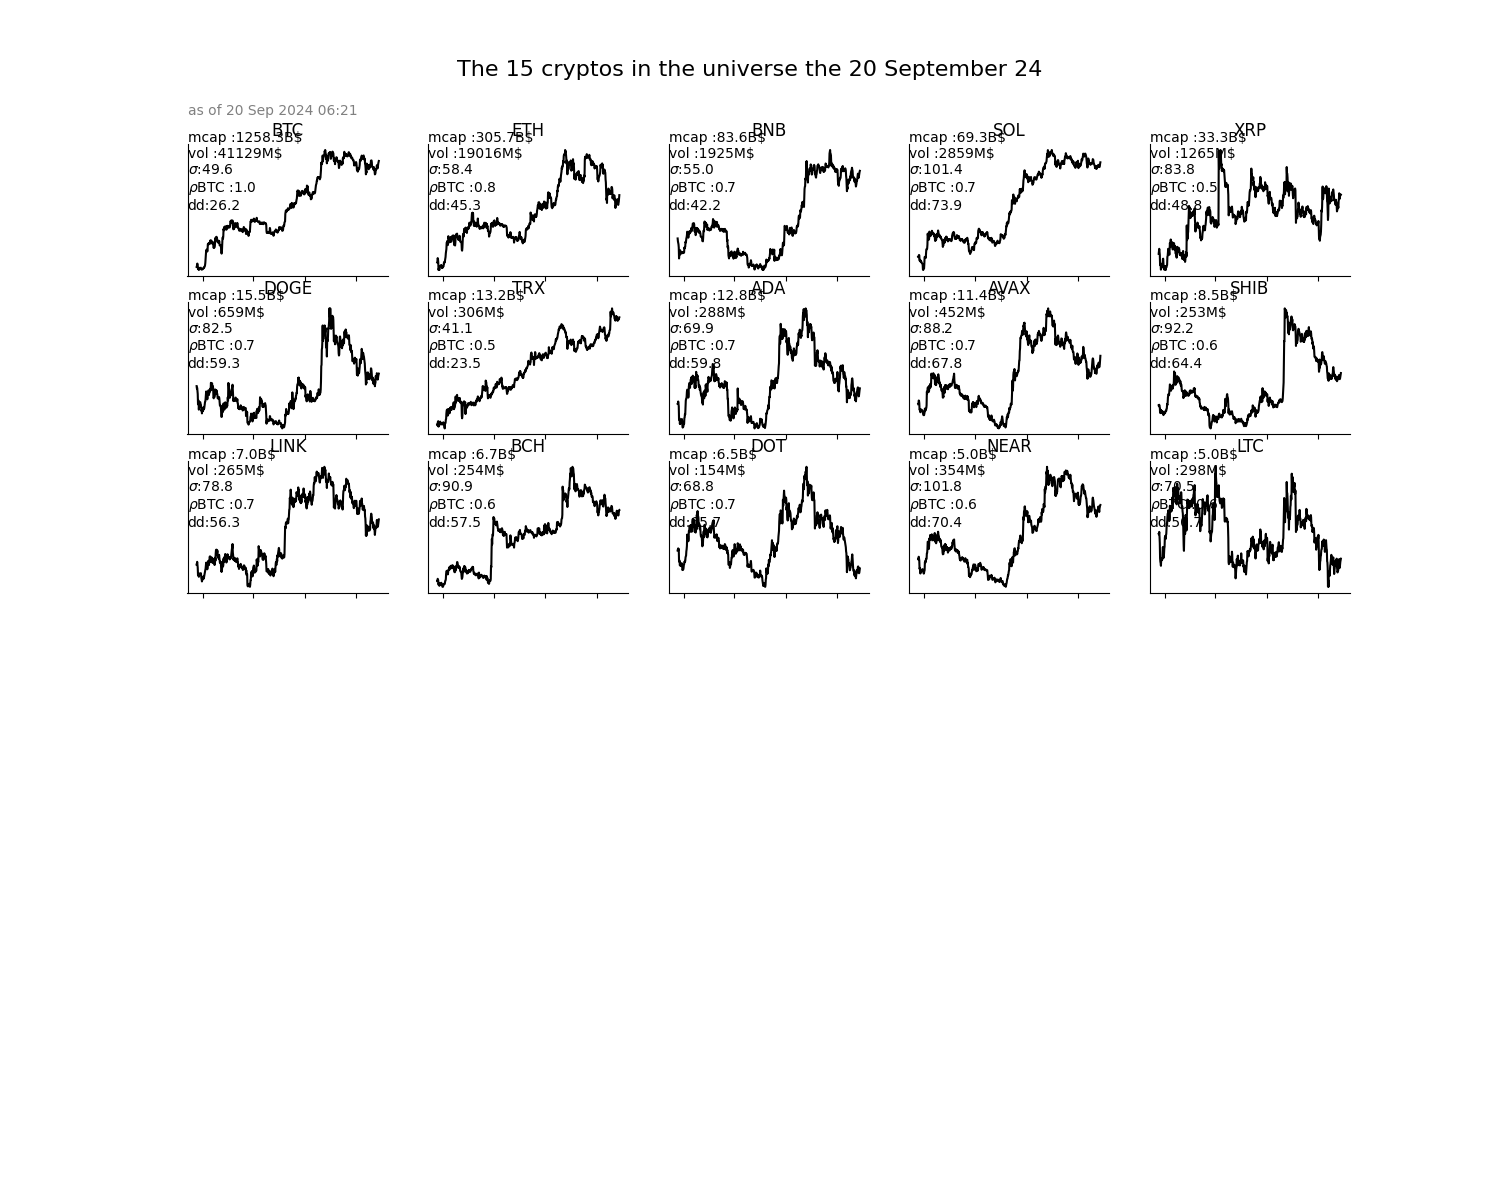 The 15 cryptos in the universe the 20 September 24
as of 20 Sep 2024 06:21
BTC
mcap :1258.3B$
vol :41129M$
σ:49.6
ρBTC :1.0
dd:26.2
ETH
mcap :305.7B$
vol :19016M$
σ:58.4
ρBTC :0.8
dd:45.3
BNB
mcap :83.6B$
vol :1925M$
σ:55.0
ρBTC :0.7
dd:42.2
SOL
mcap :69.3B$
vol :2859M$
σ:101.4
ρBTC :0.7
dd:73.9
XRP
mcap :33.3B$
vol :1265M$
σ:83.8
ρBTC :0.5
dd:48.8
DOGE
mcap :15.5B$
vol :659M$
σ:82.5
ρBTC :0.7
dd:59.3
TRX
mcap :13.2B$
vol :306M$
σ:41.1
ρBTC :0.5
dd:23.5
ADA
mcap :12.8B$
vol :288M$
σ:69.9
ρBTC :0.7
dd:59.8
AVAX
mcap :11.4B$
vol :452M$
σ:88.2
ρBTC :0.7
dd:67.8
SHIB
mcap :8.5B$
vol :253M$
σ:92.2
ρBTC :0.6
dd:64.4
LINK
mcap :7.0B$
vol :265M$
σ:78.8
ρBTC :0.7
dd:56.3
BCH
mcap :6.7B$
vol :254M$
σ:90.9
ρBTC :0.6
dd:57.5
DOT
mcap :6.5B$
vol :154M$
σ:68.8
ρBTC :0.7
NEAR
mcap :5.0B$
vol :354M$
σ:101.8
ρBTC :0.6
dd:70.4
LTC
mcap :5.0B$
vol :298M$
σ:70.5